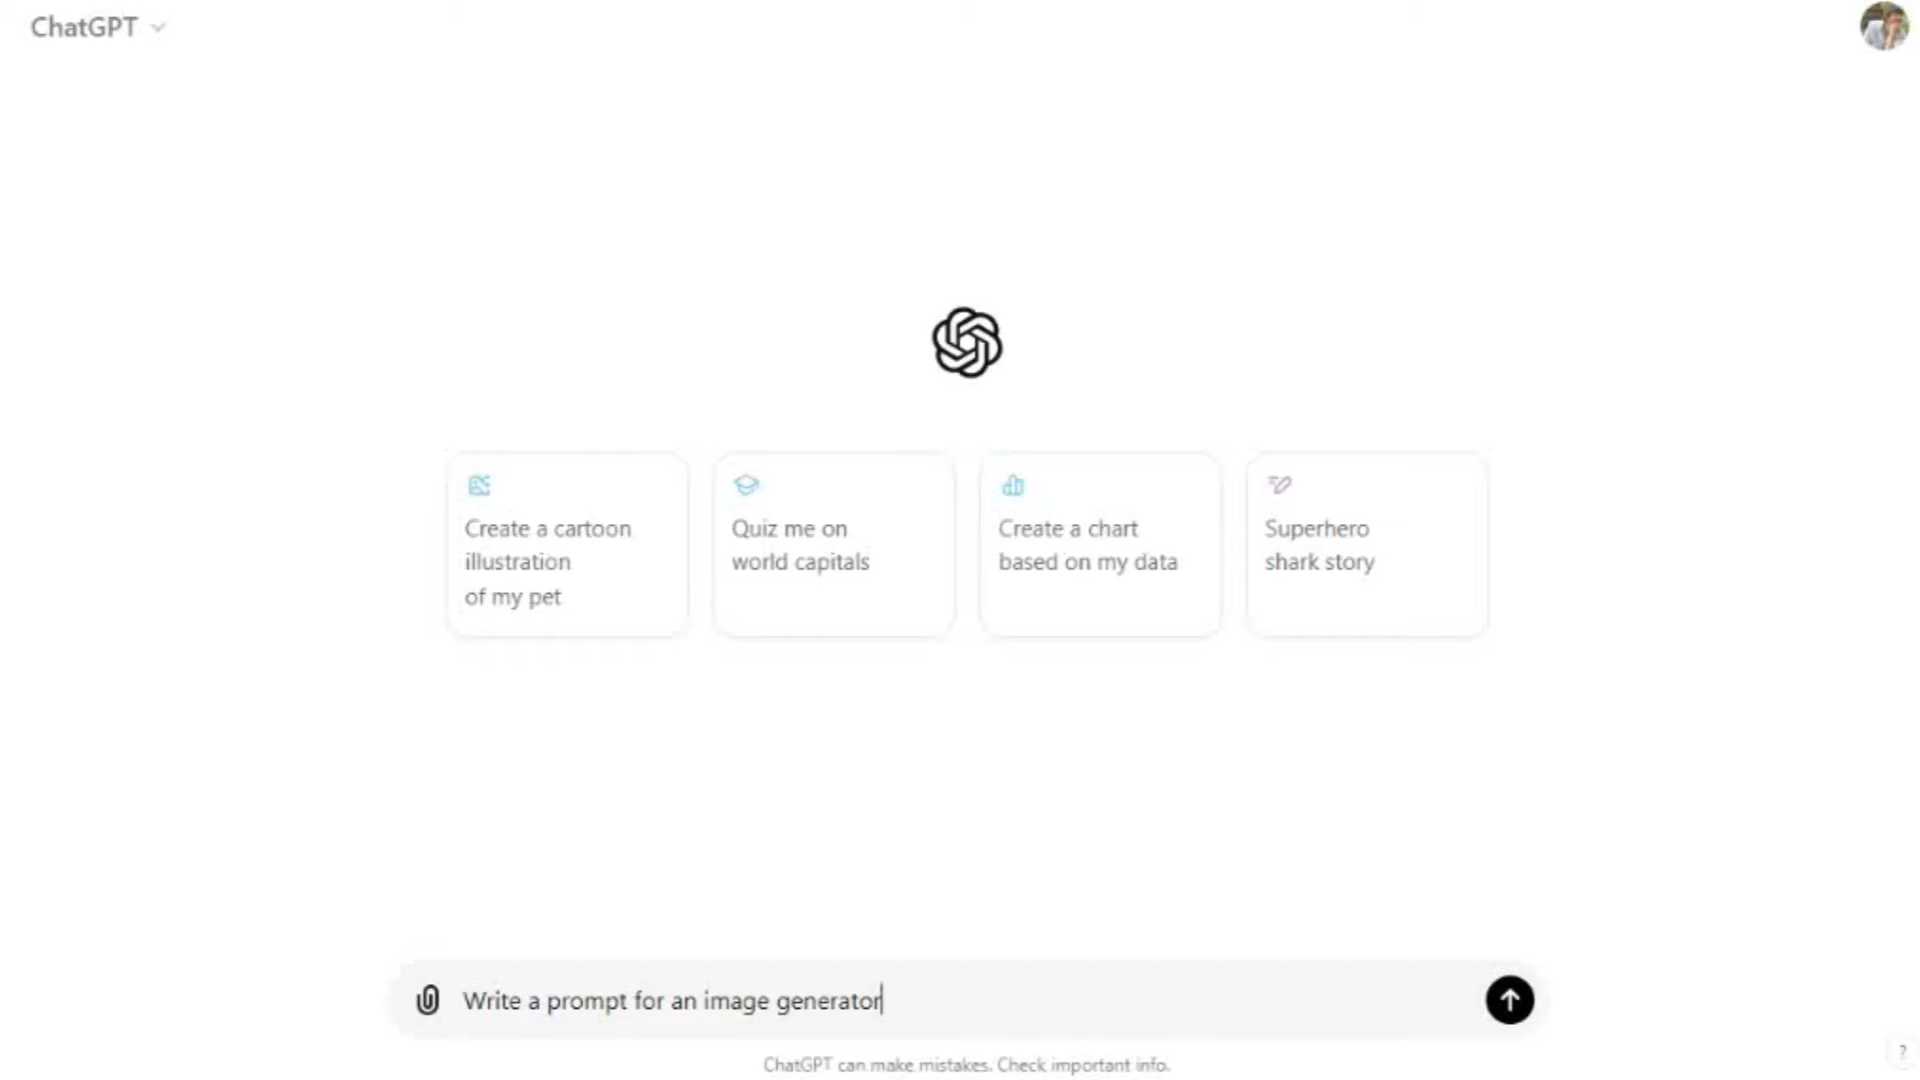 ChatGPT
Create a cartoon
illustration
of my pet
Quiz me on
world capitals
Create a chart
based on my data
Superhero
shark story
Write a prompt for an image generator
ChatGPT can make mistakes. Check important info.
?